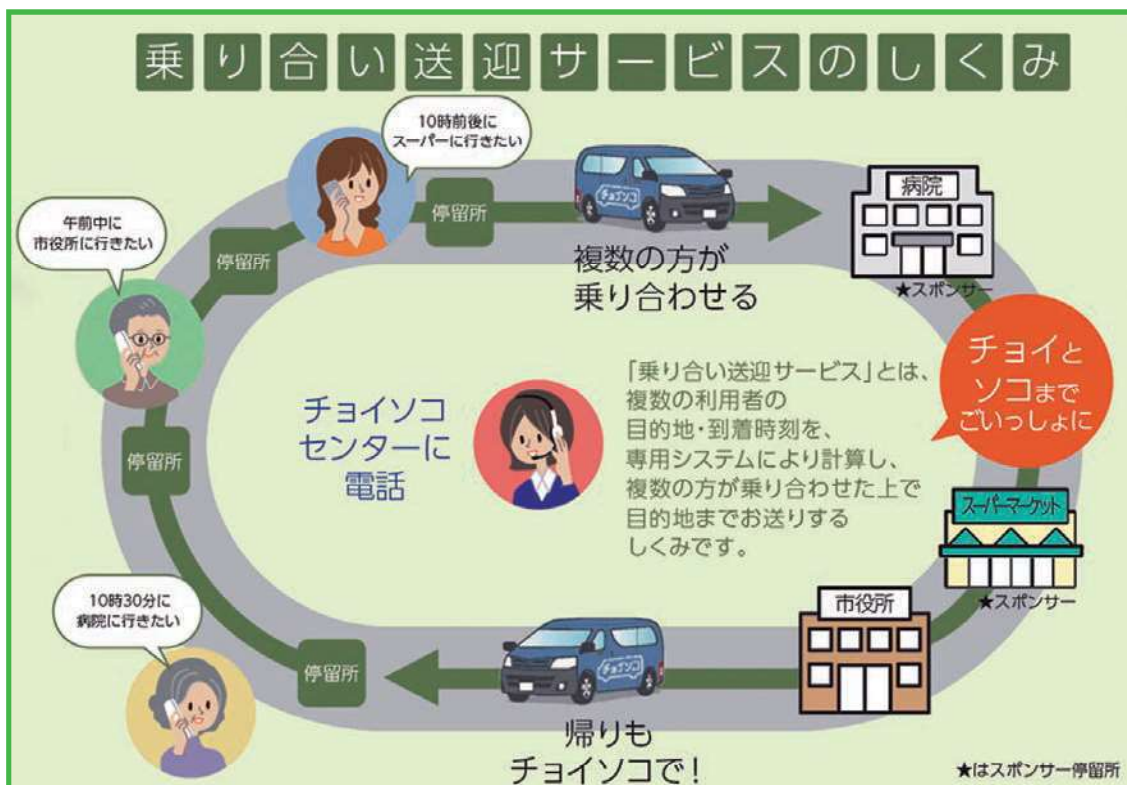 乗り合い送迎サービスのしくみ
10時前後に
スーパーに行きたい
午前中に
市役所に行きたい
停留所
停留所
チョイソコ
複数の方が
乗り合わせる
病院
★スポンサー
チョイと
ソコまで
ごいっしょに
チョイソコ
センターに
電話
「乗り合い送迎サービス」とは、
複数の利用者の
目的地・到着時刻を、
専用システムにより計算し、
複数の方が乗り合わせた上で
目的地までお送りする
しくみです。
停留所
スーパーマーケット
★スポンサー
市役所
10時30分に
病院に行きたい
停留所
チョイソコ
帰りも
チョイソコで!
★はスポンサー停留所